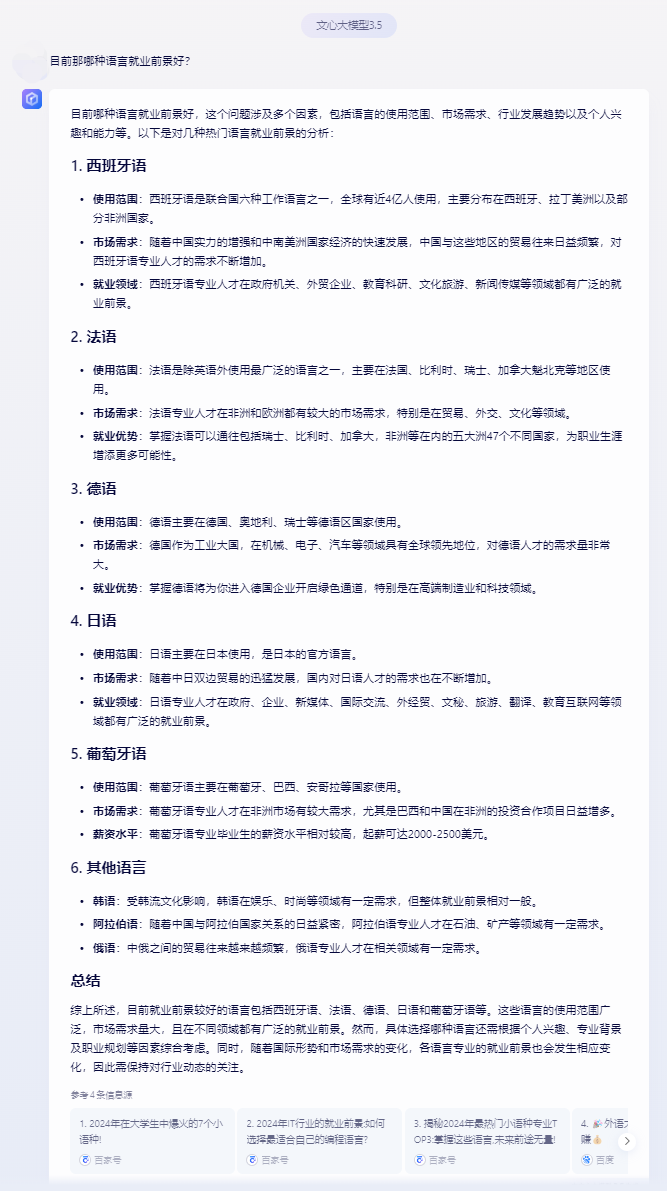 文心大模型3.5
目前那哪种语言就业前景好？
目前哪种语言就业前景好，这个问题涉及多个因素，包括语言的使用范围、市场需求、行业发展趋势以及个人兴
趣和能力等。以下是对几种热门语言就业前景的分析：
1. 西班牙语
• 使用范围：西班牙语是联合国六种工作语言之一，全球有近4亿人使用，主要分布在西班牙、拉丁美洲以及部
分非洲国家。
• 市场需求：随着中国实力的增强和中南美洲国家经济的快速发展，中国与这些地区的贸易往来日益频繁，对
西班牙语专业人才的需求不断增加。
• 就业领域：西班牙语专业人才在政府机关、外贸企业、教育科研、文化旅游、新闻传媒等领域都有广泛的就
业前景。
2. 法语
• 使用范围：法语是除英语外使用最广泛的语言之一，主要在法国、比利时、瑞士、加拿大魁北克等地区使
用。
• 市场需求：法语专业人才在非洲和欧洲都有较大的市场需求，特别是在贸易、外交、文化等领域。
• 就业优势：掌握法语可以通往包括瑞士、比利时、加拿大，非洲等在内的五大洲47个不同国家，为职业生涯
增添更多可能性。
3. 德语
• 使用范围：德语主要在德国、奥地利、瑞士等德语区国家使用。
• 市场需求：德国作为工业大国，在机械、电子、汽车等领域具有全球领先地位，对德语人才的需求量非常
大。
• 就业优势：掌握德语将为你进入德国企业开启绿色通道，特别是在高端制造业和科技领域。
4. 日语
• 使用范围：日语主要在日本使用，是日本的官方语言。
• 市场需求：随着中日双边贸易的迅猛发展，国内对日语人才的需求也在不断增加。
• 就业领域：日语专业人才在政府、企业、新媒体、国际交流、外经贸、文秘、旅游、翻译、教育互联网等领
域都有广泛的就业前景。
5. 葡萄牙语
• 使用范围：葡萄牙语主要在葡萄牙、巴西、安哥拉等国家使用。
• 市场需求：葡萄牙语专业人才在非洲市场有较大需求，尤其是巴西和中国在非洲的投资合作项目日益增多。
• 薪资水平：葡萄牙语专业毕业生的薪资水平相对较高，起薪可达2000-2500美元。
6. 其他语言
• 韩语：受韩流文化影响，韩语在娱乐、时尚等领域有一定需求，但整体就业前景相对一般。
• 阿拉伯语：随着中国与阿拉伯国家关系的日益紧密，阿拉伯语专业人才在石油、矿产等领域有一定需求。
• 俄语：中俄之间的贸易往来越来越频繁，俄语专业人才在相关领域有一定需求。
总结
综上所述，目前就业前景较好的语言包括西班牙语、法语、德语、日语和葡萄牙语等。这些语言的使用范围广
泛，市场需求量大，且在不同领域都有广泛的就业前景。然而，具体选择哪种语言还需根据个人兴趣、专业背景
及职业规划等因素综合考虑。同时，随着国际形势和市场需求的变化，各语言专业的就业前景也会发生相应变
化，因此需保持对行业动态的关注。
参考4条信息源
1. 2024年在大学生中爆火的7个小
语种!
百家号
2. 2024年IT行业的就业前景:如何
选择最适合自己的编程语言?
百家号
3. 揭秘2024年最热门小语种专业T
OP3:掌握这些语言,未来前途无量!
百家号
4. 🎉外语
赚👍
百度